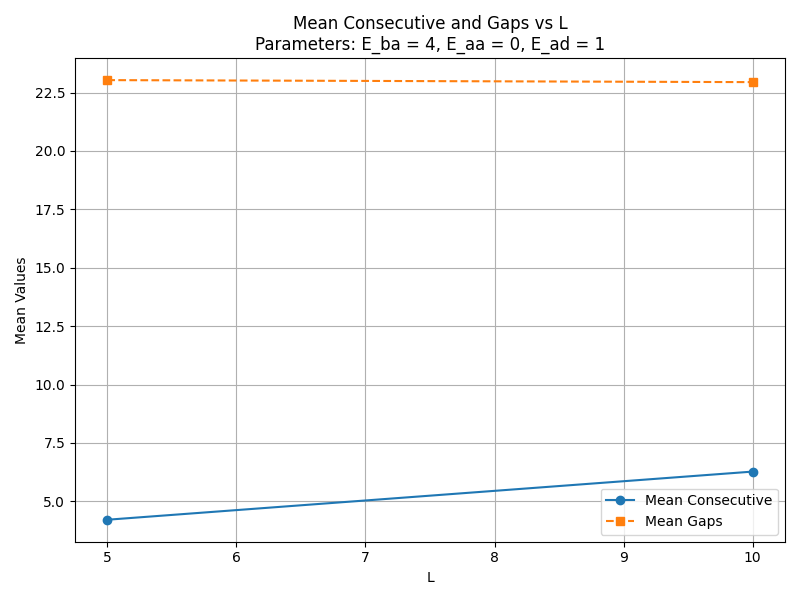 Mean Consecutive and Gaps vs L
Parameters: E_ba = 4, E_aa = 0, E_ad = 1
Mean Values
22.5
20.0
17.5
15.0
12.5
10.0
7.5
5.0
5 6 7 8 9 10
L
Mean Consecutive
Mean Gaps